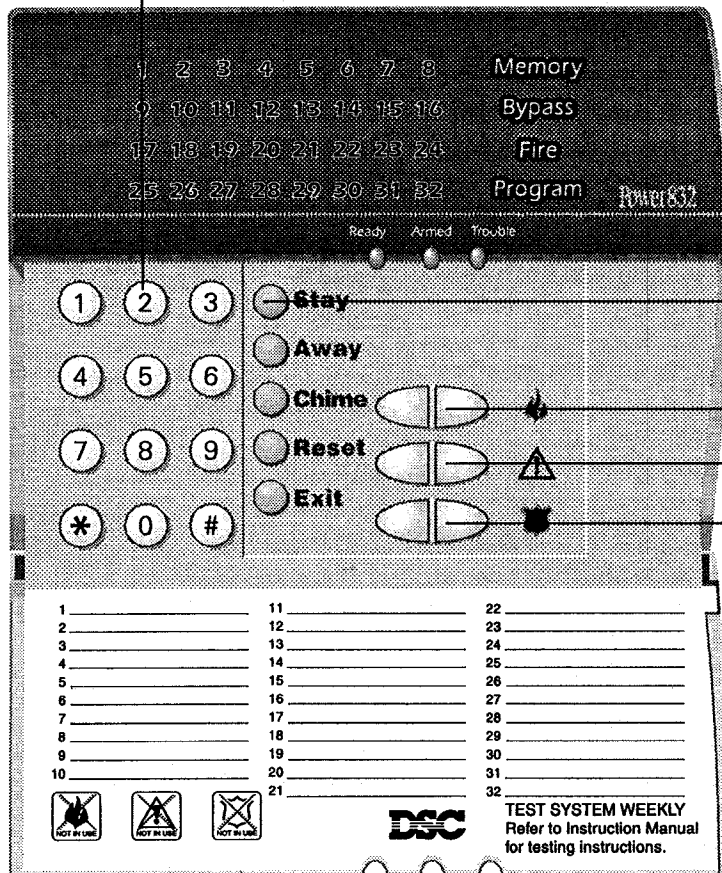 1 2 3 4 5 6 7 8 Memory
9 10 11 12 13 14 15 16 Bypass
17 18 19 20 21 22 23 24 Fire
25 26 27 28 29 30 31 32 Program Power832
Ready Armed Trouble
1 2 3 Stay
Away
4 5 6
Chime
7 8 9 Reset
Exit
* 0 #
1 11 22
2 12 23
3 13 24
4 14 25
5 15 26
6 16 27
7 17 28
8 18 29
9 19 30
10 20 31
21 32
NOT IN USE NOT IN USE NOT IN USE
DSC
TEST SYSTEM WEEKLY
Refer to Instruction Manual
for testing instructions.